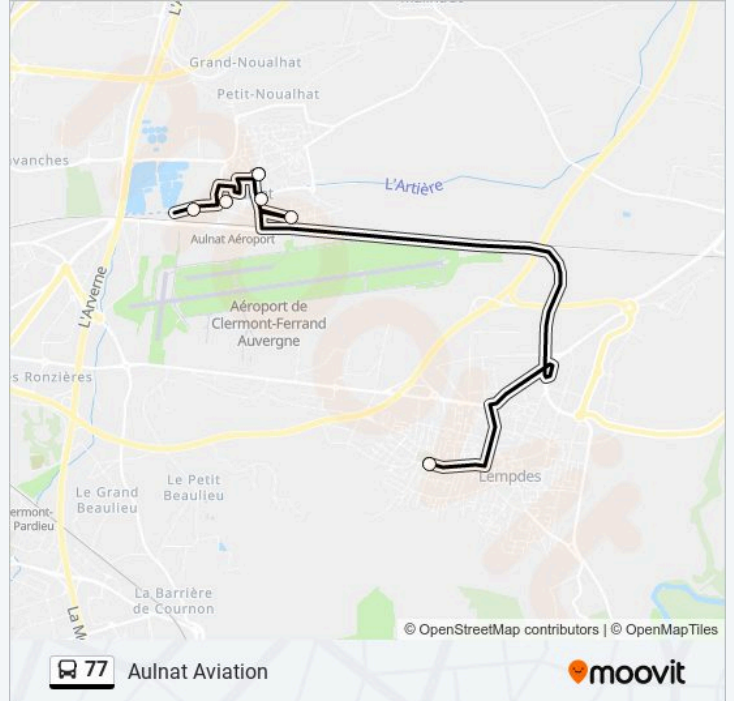 Grand-Noualhat
Petit-Noualhat
L'Artière
Aulnat Aéroport
L'Arverne
Aéroport de
Clermont-Ferrand
Auvergne
s Ronzières
Lempdes
Le Petit
Beaulieu
Le Grand
Beaulieu
ermont-
Pardieu
La Barrière
de Cournon
© OpenStreetMap contributors | © OpenMapTiles
77 Aulnat Aviation
moovit